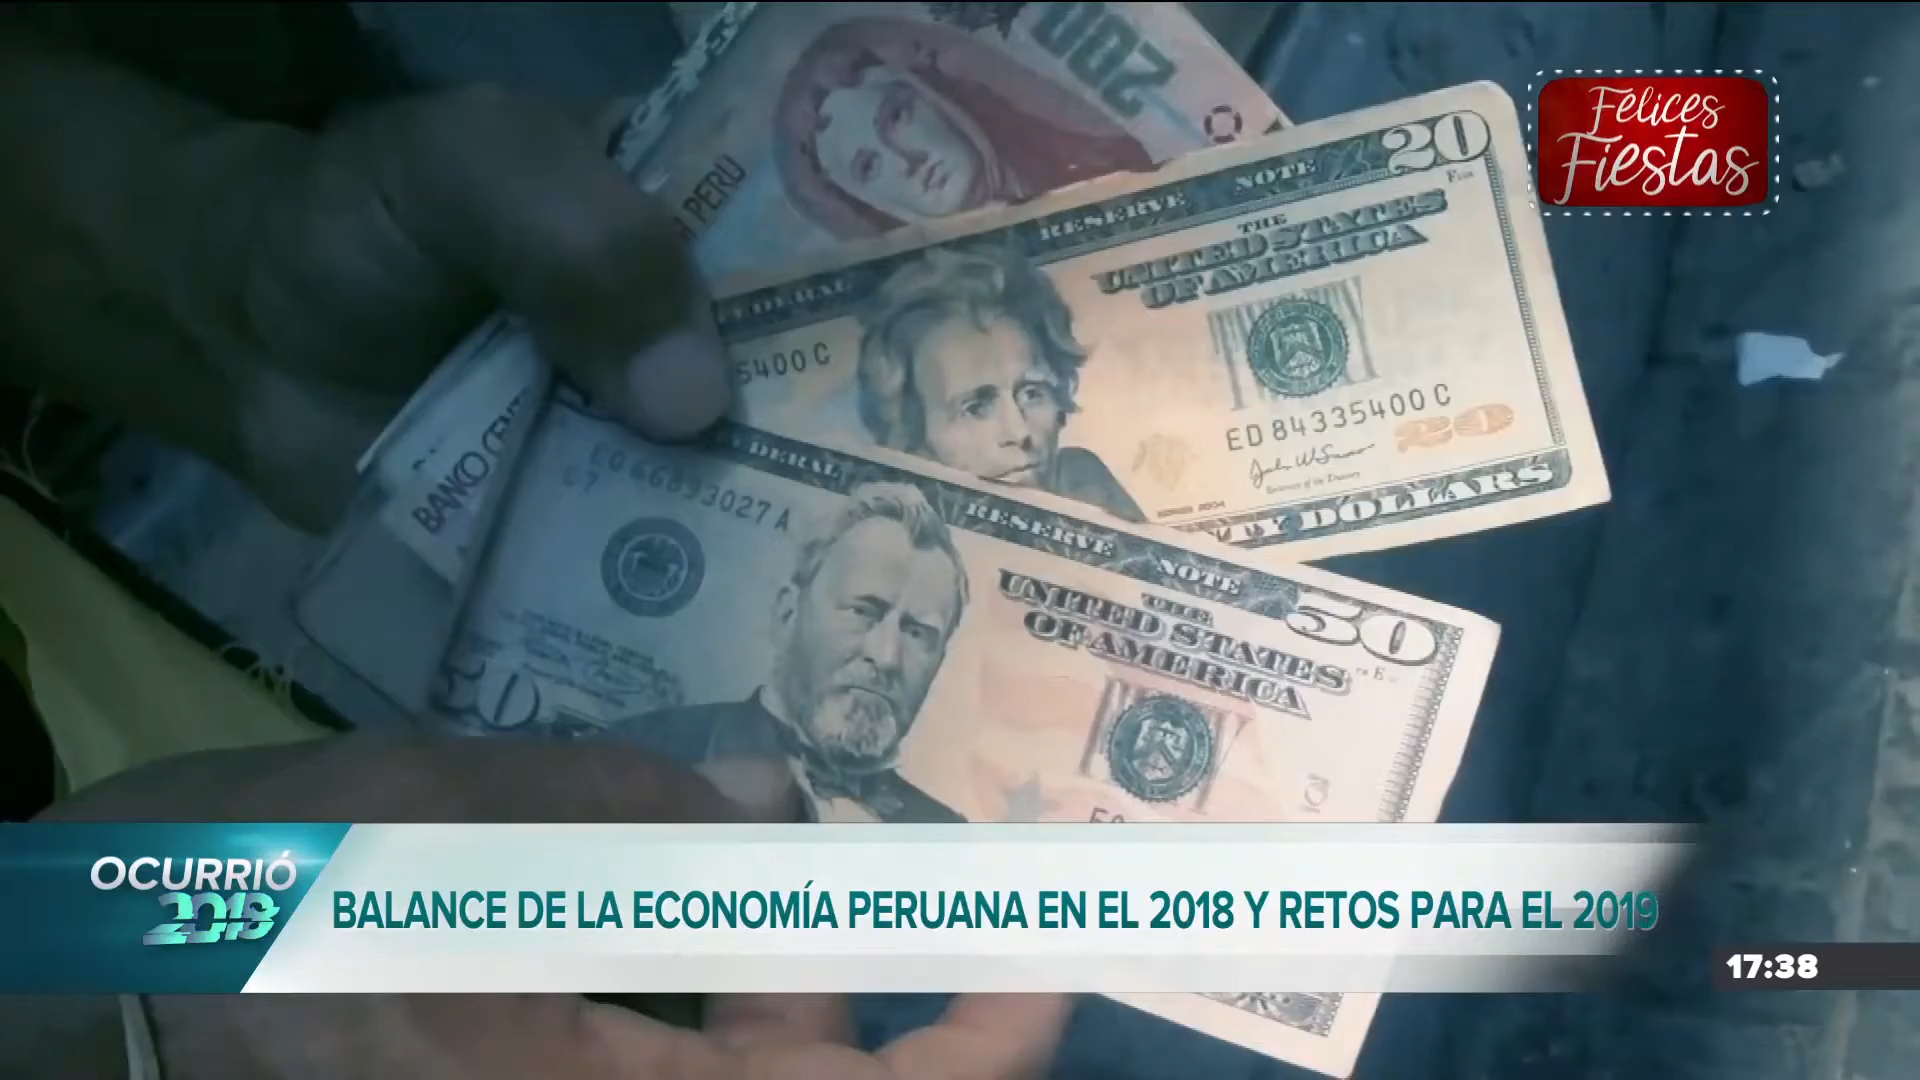 200
PERU
FELICES
FIESTAS
20
FEDERAL RESERVE NOTE
THE
UNITED STATES
OF AMERICA
5400 C
ED 84335400 C
20
DOLLARS
BANCO
FEDERAL RESERVE NOTE
50
THE
UNITED STATES
OF AMERICA
50
OCURRIÓ
2018
BALANCE DE LA ECONOMÍA PERUANA EN EL 2018 Y RETOS PARA EL 2019
17:38